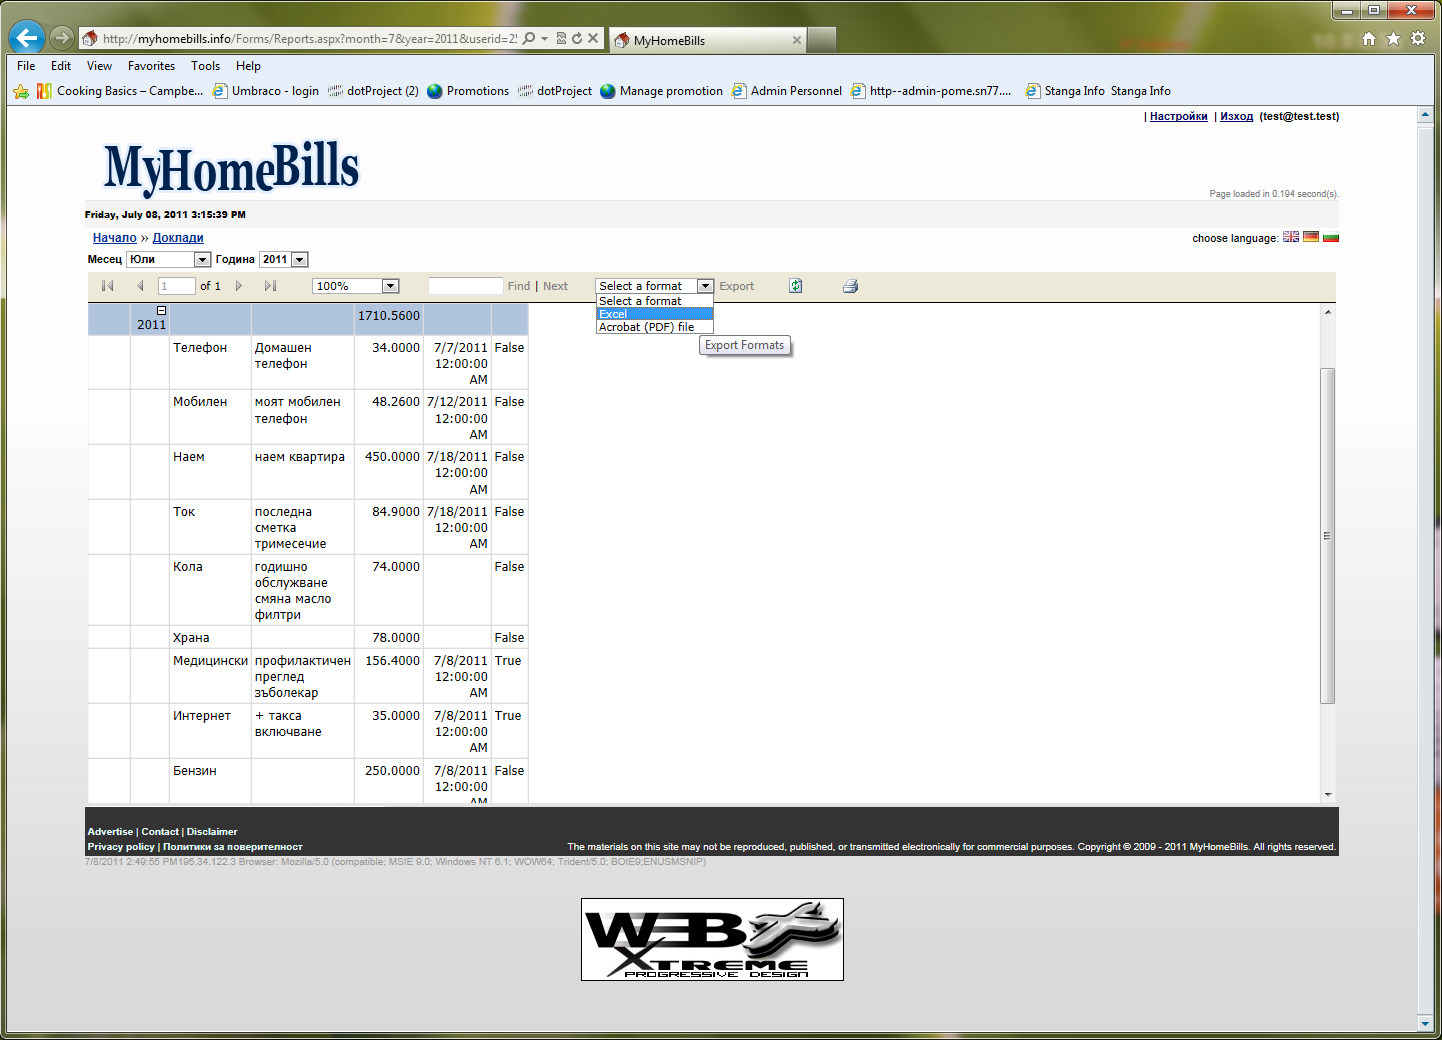 http://myhomebills.info/Forms/Reports.aspx?month=7&year=2011&userid=2!
MyHomeBills
File Edit View Favorites Tools Help
Cooking Basics – Campbe... Umbraco - login dotProject (2) Promotions dotProject Manage promotion Admin Personnel http--admin-pome.sn77.... Stanga Info Stanga Info
| Настройки | Изход (test@test.test)
MyHomeBills
Page loaded in 0.194 second(s).
Friday, July 08, 2011 3:15:39 PM
Начало » Доклади
choose language:
Месец Юли Година 2011
1 of 1 100% Find | Next Select a format Export
Select a format
Excel
Acrobat (PDF) file
Export Formats
2011 1710.5600
Телефон Домашен телефон 34.0000 7/7/2011 12:00:00 AM False
Мобилен моят мобилен телефон 48.2600 7/12/2011 12:00:00 AM False
Наем наем квартира 450.0000 7/18/2011 12:00:00 AM False
Ток последна сметка тримесечие 84.9000 7/18/2011 12:00:00 AM False
Кола годишно обслужване смяна масло филтри 74.0000 False
Храна 78.0000 False
Медицински профилактичен преглед зъболекар 156.4000 7/8/2011 12:00:00 AM True
Интернет + такса включване 35.0000 7/8/2011 12:00:00 AM True
Бензин 250.0000 7/8/2011 12:00:00 AM False
Advertise | Contact | Disclaimer
Privacy policy | Политики за поверителност
The materials on this site may not be reproduced, published, or transmitted electronically for commercial purposes. Copyright © 2009 - 2011 MyHomeBills. All rights reserved.
7/8/2011 2:49:55 PM195.34.122.3 Browser: Mozilla/5.0 (compatible; MSIE 9.0; Windows NT 6.1; WOW64; Trident/5.0; BOIE9;ENUSMSNIP)
WEB
XTREME
PROGRESSIVE DESIGN